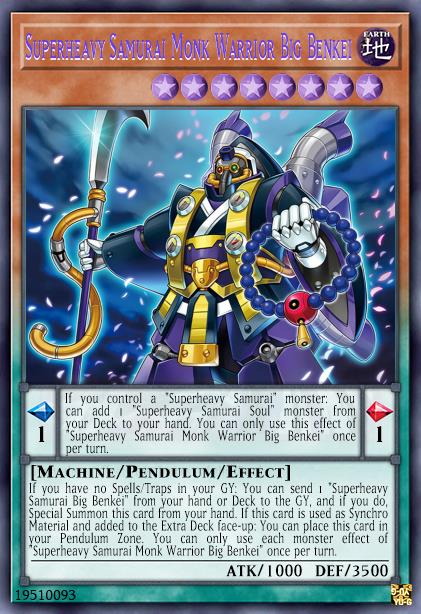 Superheavy Samurai Monk Warrior Big Benkei
EARTH
地
If you control a "Superheavy Samurai" monster: You
can add 1 "Superheavy Samurai Soul" monster from
your Deck to your hand. You can only use this effect of
"Superheavy Samurai Monk Warrior Big Benkei" once
per turn.
1
1
[Machine/Pendulum/Effect]
If you have no Spells/Traps in your GY: You can send 1 "Superheavy
Samurai Big Benkei" from your hand or Deck to the GY, and if you do,
Special Summon this card from your hand. If this card is used as Synchro
Material and added to the Extra Deck face-up: You can place this card in
your Pendulum Zone. You can only use each monster effect of
"Superheavy Samurai Monk Warrior Big Benkei" once per turn.
ATK/1000 DEF/3500
19510093